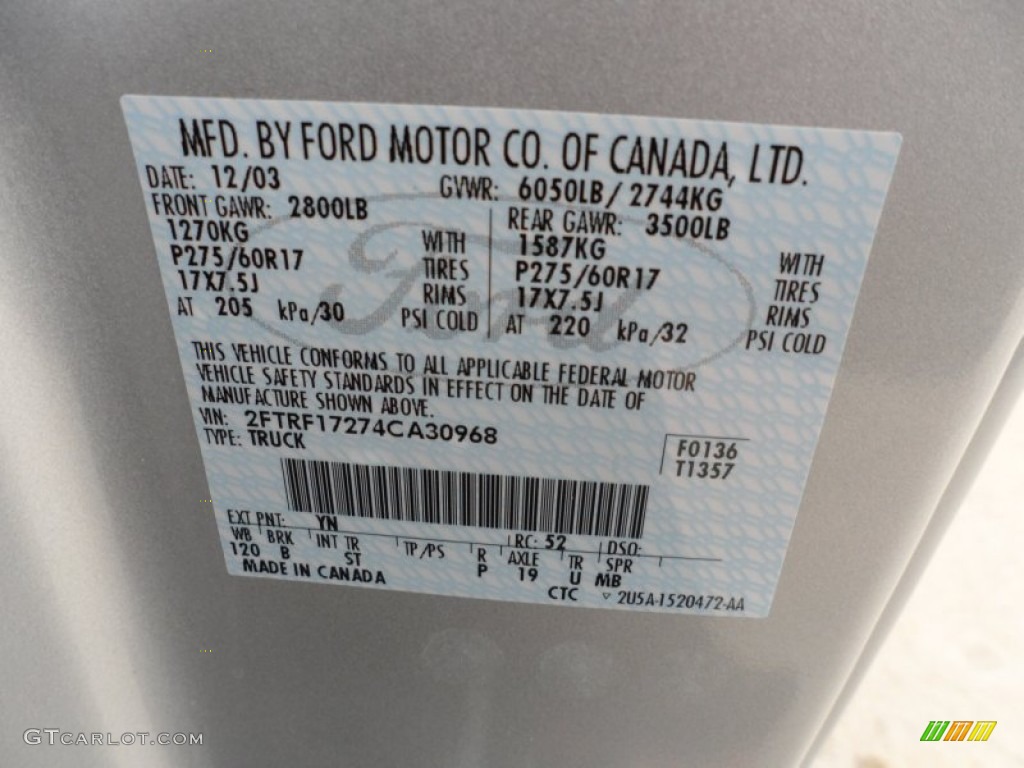 MFD. BY FORD MOTOR CO. OF CANADA, LTD.
DATE: 12/03 GVWR: 6050LB / 2744KG
FRONT GAWR: 2800LB REAR GAWR: 3500LB
1270KG WITH 1587KG WITH
P275/60R17 TIRES P275/60R17 TIRES
17X7.5J RIMS 17X7.5J RIMS
AT 205 kPa/30 PSI COLD AT 220 kPa/32 PSI COLD
Ford
THIS VEHICLE CONFORMS TO ALL APPLICABLE FEDERAL MOTOR
VEHICLE SAFETY STANDARDS IN EFFECT ON THE DATE OF
MANUFACTURE SHOWN ABOVE.
VIN: 2FTRF17274CA30968
TYPE: TRUCK
F0136
T1357
EXT PNT: YN RC: 52 DSO:
WB BRK INT TR TP/PS R AXLE TR SPR
120 B ST P 19 U MB
MADE IN CANADA CTC ▽ 2U5A-1520472-AA
GTCARLOT.COM